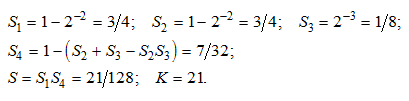 S₁ = 1 − 2⁻² = 3/4; S₂ = 1 − 2⁻² = 3/4; S₃ = 2⁻³ = 1/8;
S₄ = 1 − (S₂ + S₃ − S₂S₃) = 7/32;
S = S₁S₄ = 21/128; K = 21.